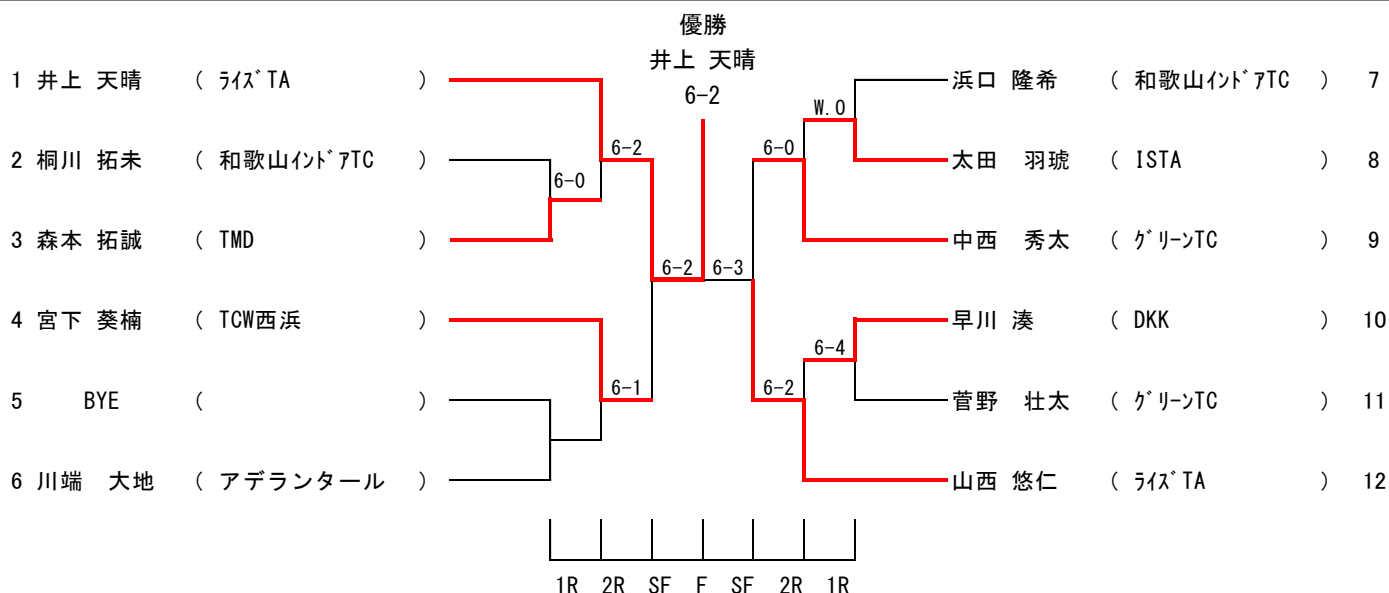 優勝
井上 天晴
6-2
1 井上 天晴 ( ﾗｲｽﾞTA )
浜口 隆希 ( 和歌山ｲﾝﾄﾞｱTC ) 7
W.O
6-2
6-0
2 桐川 拓未 ( 和歌山ｲﾝﾄﾞｱTC )
太田 羽琥 ( ISTA ) 8
6-0
3 森本 拓誠 ( TMD )
中西 秀太 ( ｸﾞﾘｰﾝTC ) 9
6-2 6-3
4 宮下 葵楠 ( TCW西浜 )
早川 湊 ( DKK ) 10
6-4
6-1
6-2
5 BYE ( )
菅野 壮太 ( ｸﾞﾘｰﾝTC ) 11
6 川端 大地 ( アデランタール )
山西 悠仁 ( ﾗｲｽﾞTA ) 12
1R 2R SF F SF 2R 1R